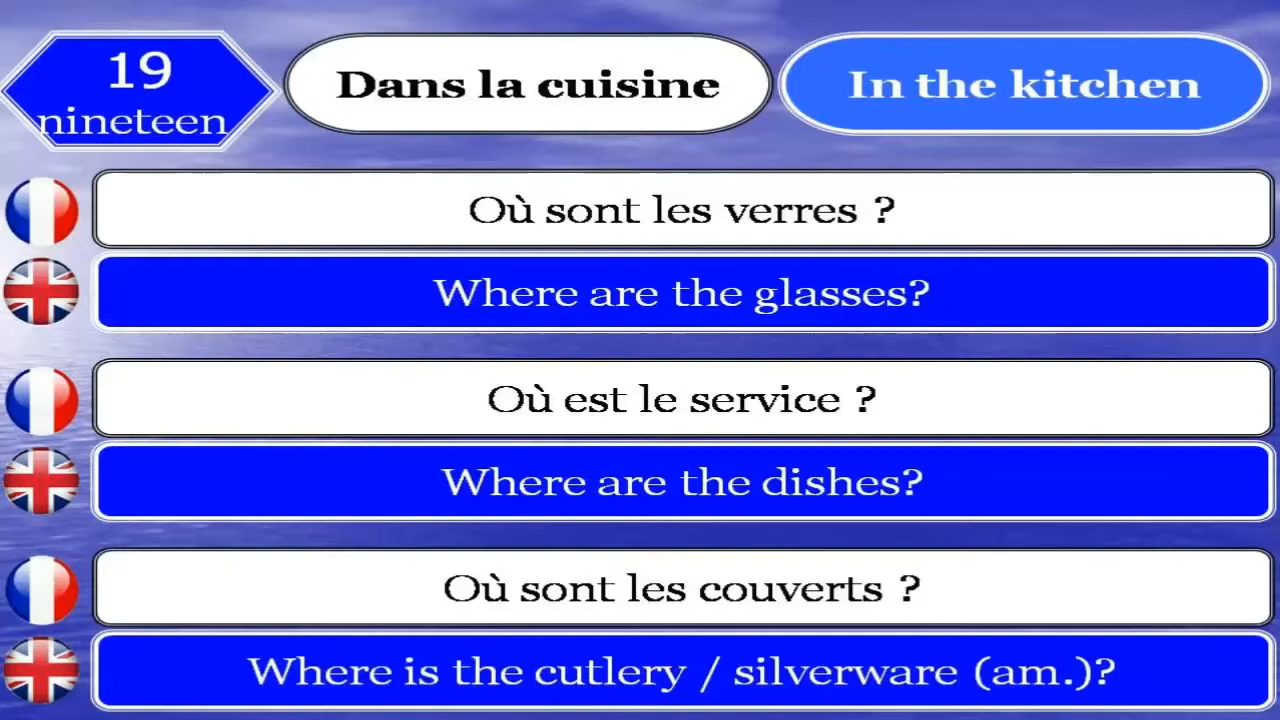 19
nineteen
Dans la cuisine
In the kitchen
Où sont les verres ?
Where are the glasses?
Où est le service ?
Where are the dishes?
Où sont les couverts ?
Where is the cutlery / silverware (am.)?